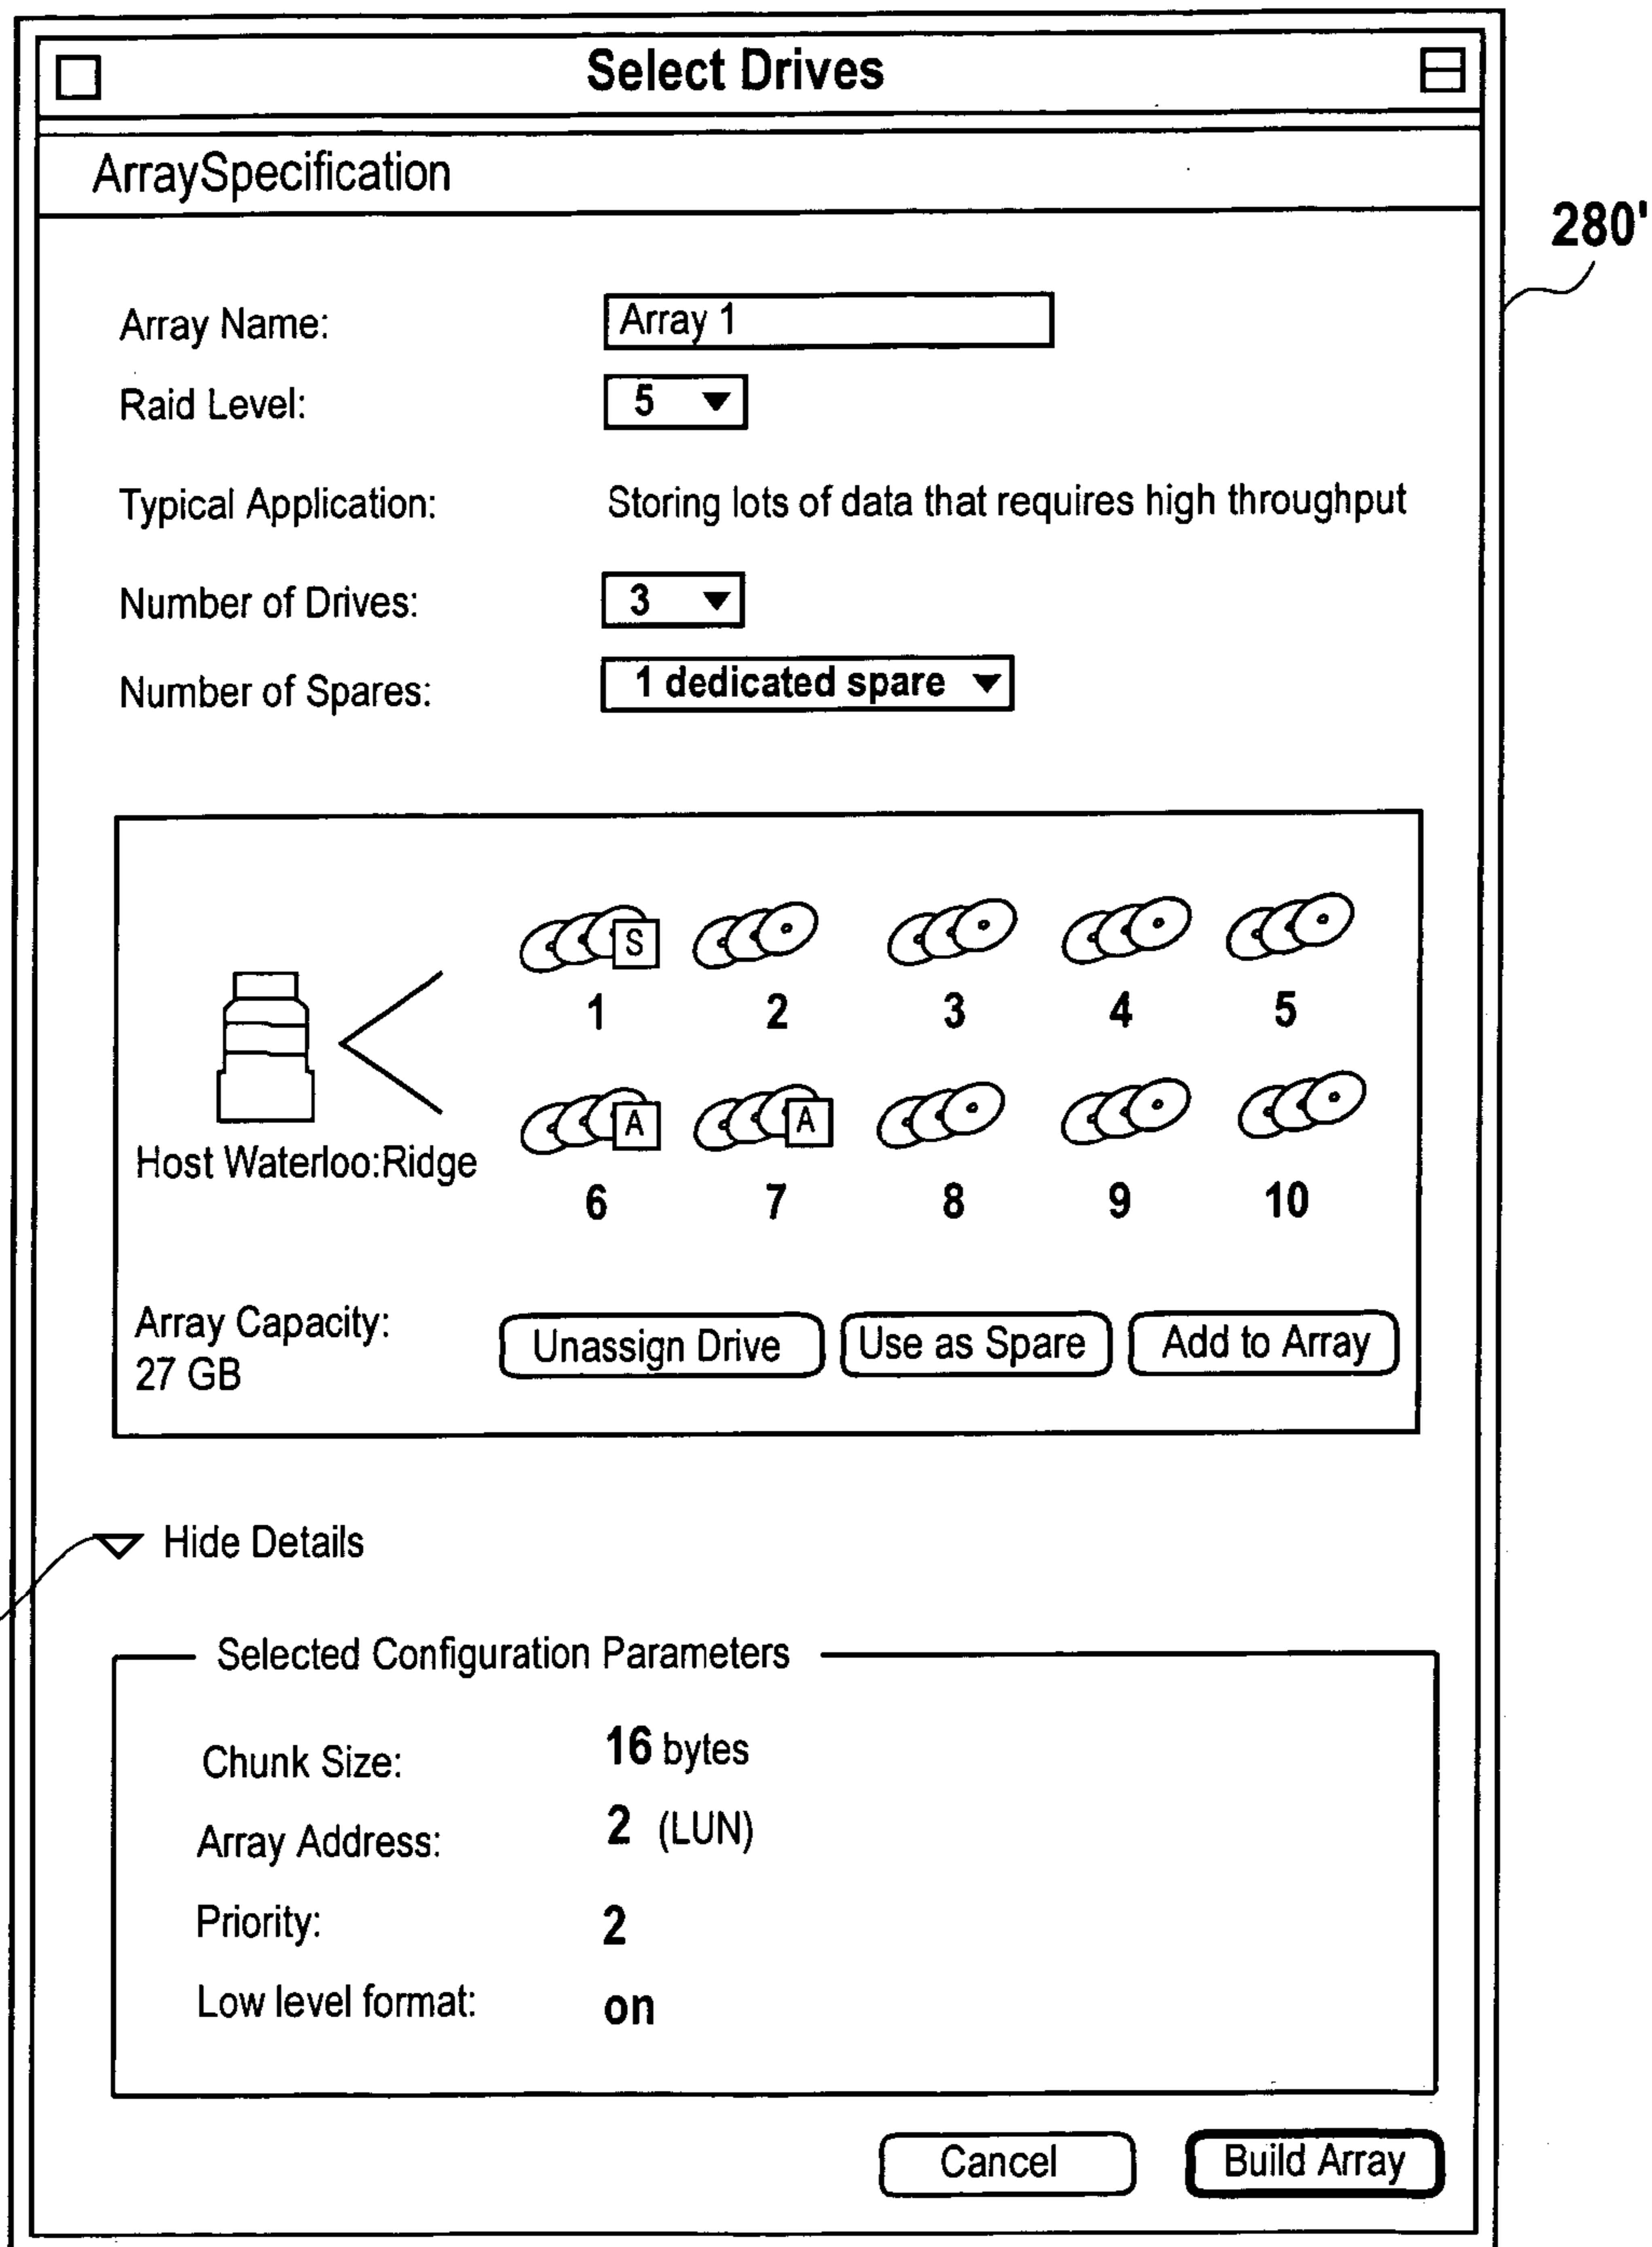 Select Drives
ArraySpecification
280'
Array Name: Array 1
Raid Level: 5
Typical Application: Storing lots of data that requires high throughput
Number of Drives: 3
Number of Spares: 1 dedicated spare
S
1 2 3 4 5
A A
Host Waterloo:Ridge
6 7 8 9 10
Array Capacity:
27 GB
Unassign Drive Use as Spare Add to Array
Hide Details
Selected Configuration Parameters
Chunk Size: 16 bytes
Array Address: 2 (LUN)
Priority: 2
Low level format: on
Cancel Build Array